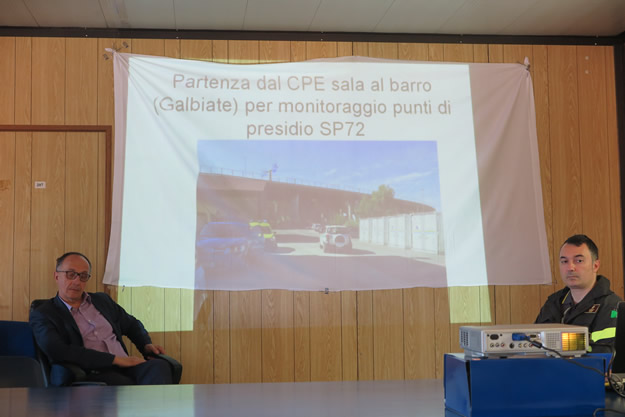 Partenza dal CPE sala al barro
(Galbiate) per monitoraggio punti di
presidio SP72